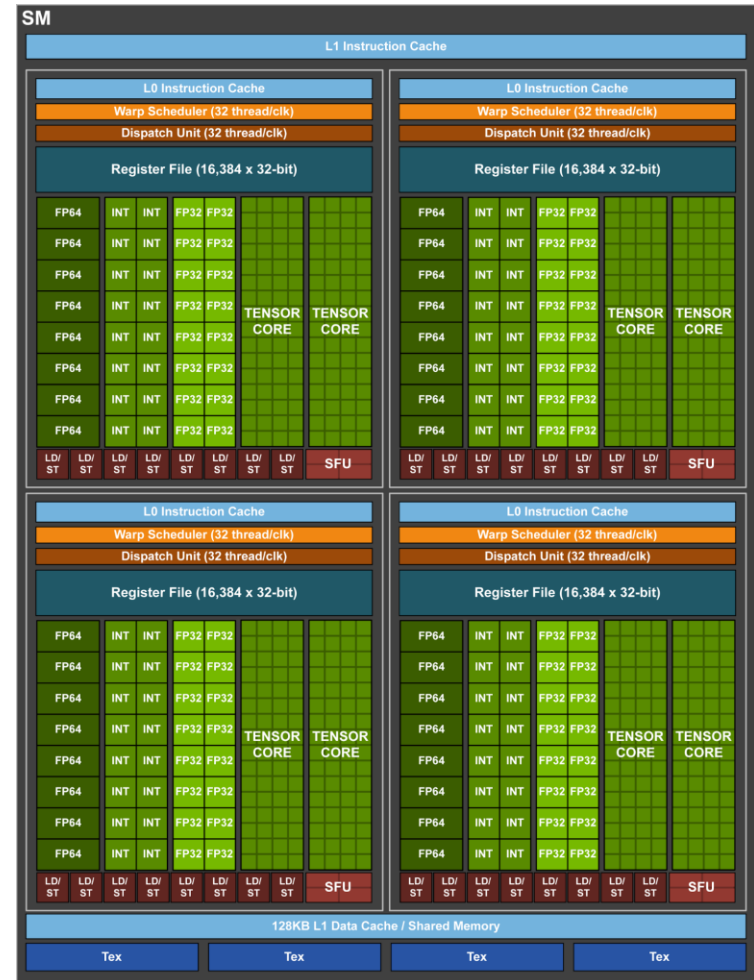 SM
L1 Instruction Cache
L0 Instruction Cache
Warp Scheduler (32 thread/clk)
Dispatch Unit (32 thread/clk)
Register File (16,384 x 32-bit)
FP64 INT INT FP32 FP32
FP64 INT INT FP32 FP32
FP64 INT INT FP32 FP32
FP64 INT INT FP32 FP32 TENSOR CORE TENSOR CORE
FP64 INT INT FP32 FP32
FP64 INT INT FP32 FP32
FP64 INT INT FP32 FP32
FP64 INT INT FP32 FP32
LD/ST LD/ST LD/ST LD/ST LD/ST LD/ST LD/ST LD/ST SFU
L0 Instruction Cache
Warp Scheduler (32 thread/clk)
Dispatch Unit (32 thread/clk)
Register File (16,384 x 32-bit)
FP64 INT INT FP32 FP32
FP64 INT INT FP32 FP32
FP64 INT INT FP32 FP32
FP64 INT INT FP32 FP32 TENSOR CORE TENSOR CORE
FP64 INT INT FP32 FP32
FP64 INT INT FP32 FP32
FP64 INT INT FP32 FP32
FP64 INT INT FP32 FP32
LD/ST LD/ST LD/ST LD/ST LD/ST LD/ST LD/ST LD/ST SFU
L0 Instruction Cache
Warp Scheduler (32 thread/clk)
Dispatch Unit (32 thread/clk)
Register File (16,384 x 32-bit)
FP64 INT INT FP32 FP32
FP64 INT INT FP32 FP32
FP64 INT INT FP32 FP32
FP64 INT INT FP32 FP32 TENSOR CORE TENSOR CORE
FP64 INT INT FP32 FP32
FP64 INT INT FP32 FP32
FP64 INT INT FP32 FP32
FP64 INT INT FP32 FP32
LD/ST LD/ST LD/ST LD/ST LD/ST LD/ST LD/ST LD/ST SFU
L0 Instruction Cache
Warp Scheduler (32 thread/clk)
Dispatch Unit (32 thread/clk)
Register File (16,384 x 32-bit)
FP64 INT INT FP32 FP32
FP64 INT INT FP32 FP32
FP64 INT INT FP32 FP32
FP64 INT INT FP32 FP32 TENSOR CORE TENSOR CORE
FP64 INT INT FP32 FP32
FP64 INT INT FP32 FP32
FP64 INT INT FP32 FP32
FP64 INT INT FP32 FP32
LD/ST LD/ST LD/ST LD/ST LD/ST LD/ST LD/ST LD/ST SFU
128KB L1 Data Cache / Shared Memory
Tex Tex Tex Tex